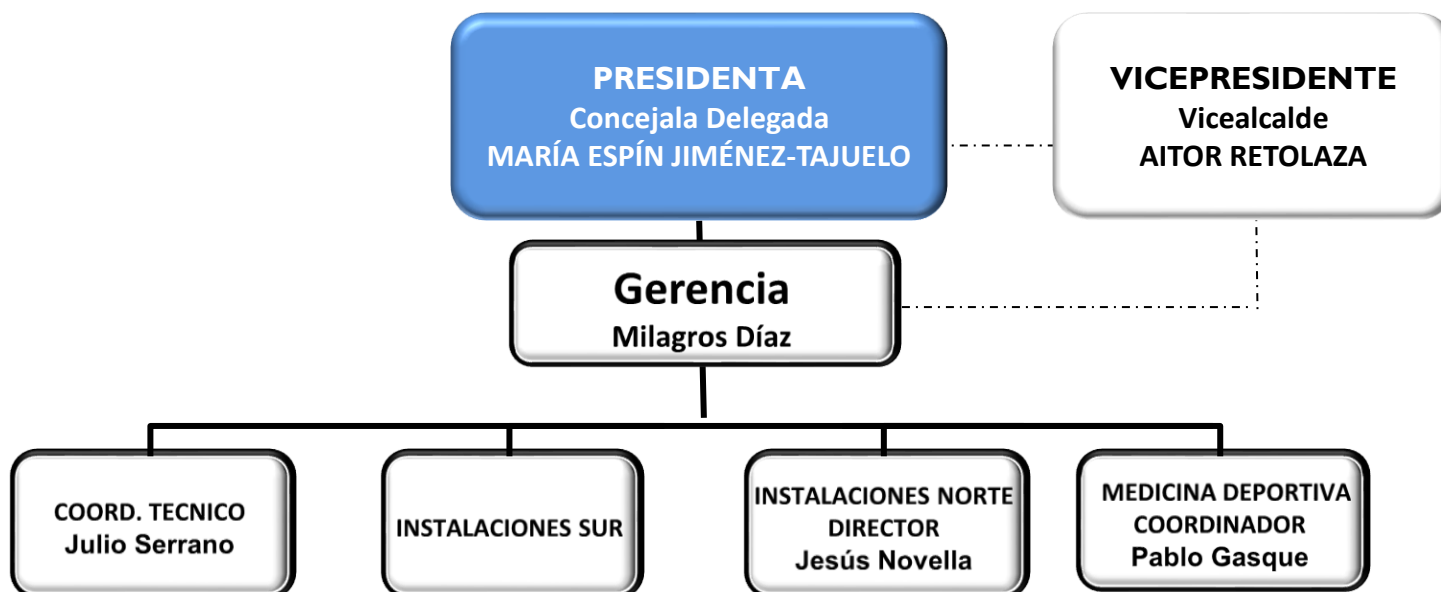 PRESIDENTA
Concejala Delegada
MARÍA ESPÍN JIMÉNEZ-TAJUELO
VICEPRESIDENTE
Vicealcalde
AITOR RETOLAZA
Gerencia
Milagros Díaz
COORD. TECNICO
Julio Serrano
INSTALACIONES SUR
INSTALACIONES NORTE
DIRECTOR
Jesús Novella
MEDICINA DEPORTIVA
COORDINADOR
Pablo Gasque